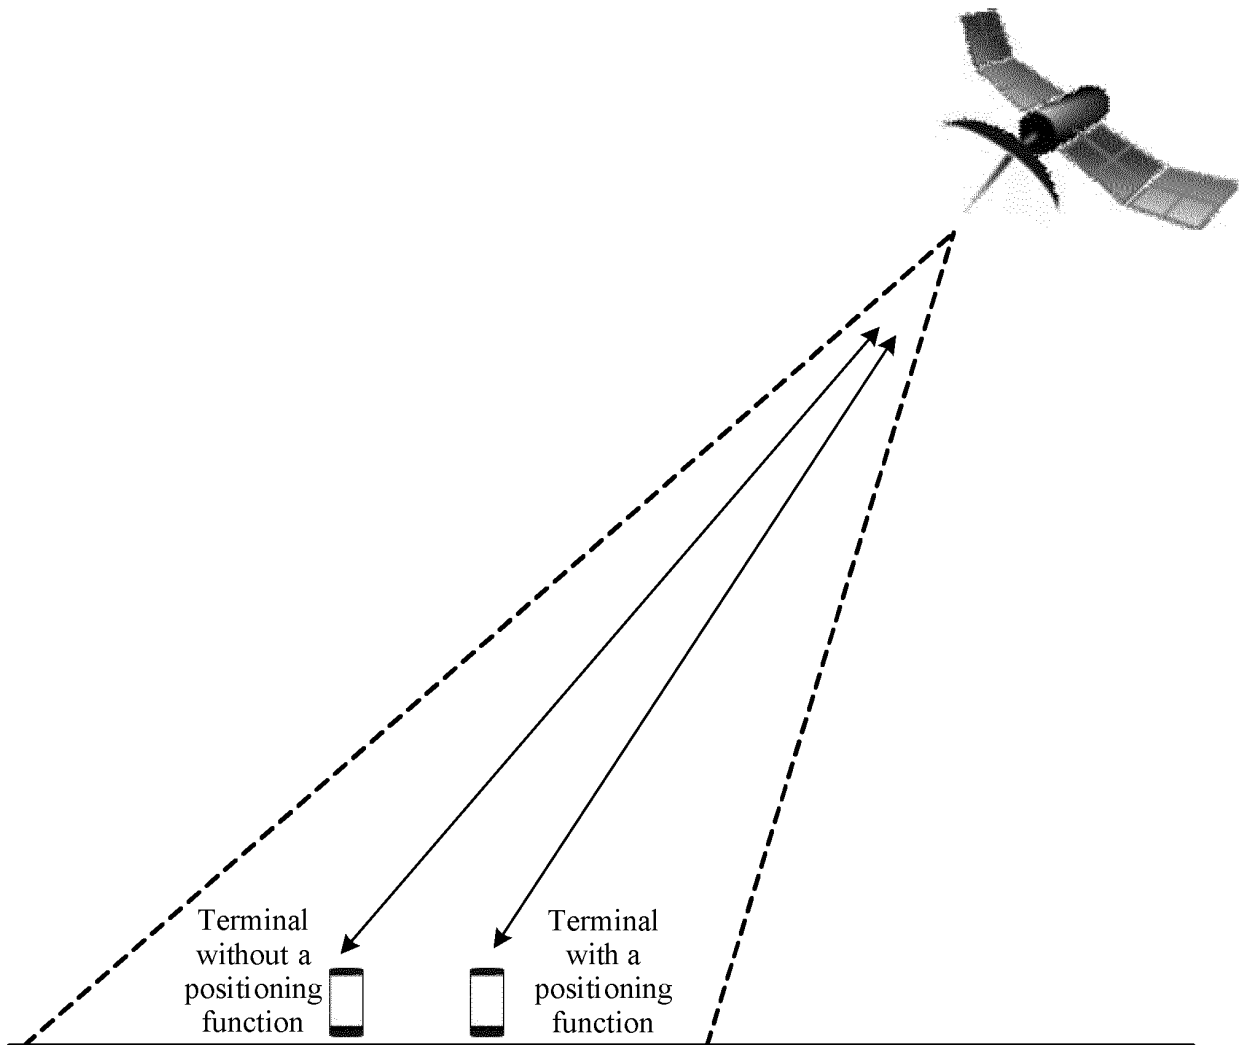 Terminal
without a
positioning
function
Terminal
with a
positioning
function